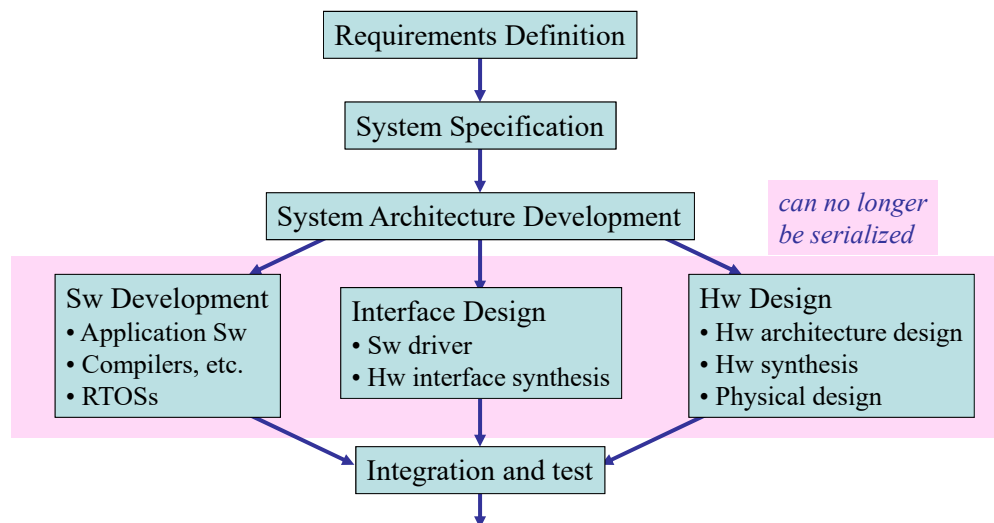 Requirements Definition
System Specification
System Architecture Development
can no longer
be serialized
Sw Development
• Application Sw
• Compilers, etc.
• RTOSs
Interface Design
• Sw driver
• Hw interface synthesis
Hw Design
• Hw architecture design
• Hw synthesis
• Physical design
Integration and test